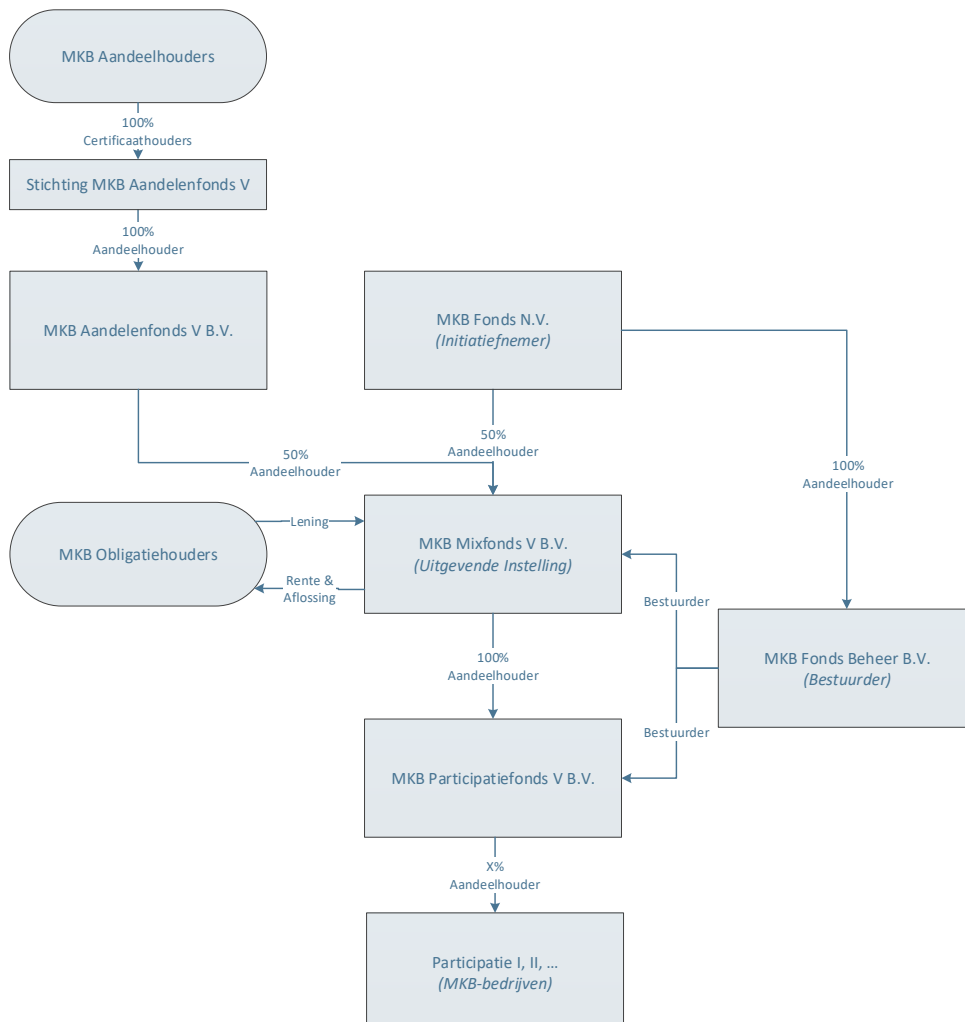 MKB Aandeelhouders
100%
Certificaathouders
Stichting MKB Aandelenfonds V
100%
Aandeelhouder
MKB Aandelenfonds V B.V.
MKB Fonds N.V.
(Initiatiefnemer)
50%
Aandeelhouder
50%
Aandeelhouder
100%
Aandeelhouder
MKB Obligatiehouders
Lening
Rente &
Aflossing
MKB Mixfonds V B.V.
(Uitgevende Instelling)
Bestuurder
MKB Fonds Beheer B.V.
(Bestuurder)
100%
Aandeelhouder
Bestuurder
MKB Participatiefonds V B.V.
X%
Aandeelhouder
Participatie I, II, …
(MKB-bedrijven)